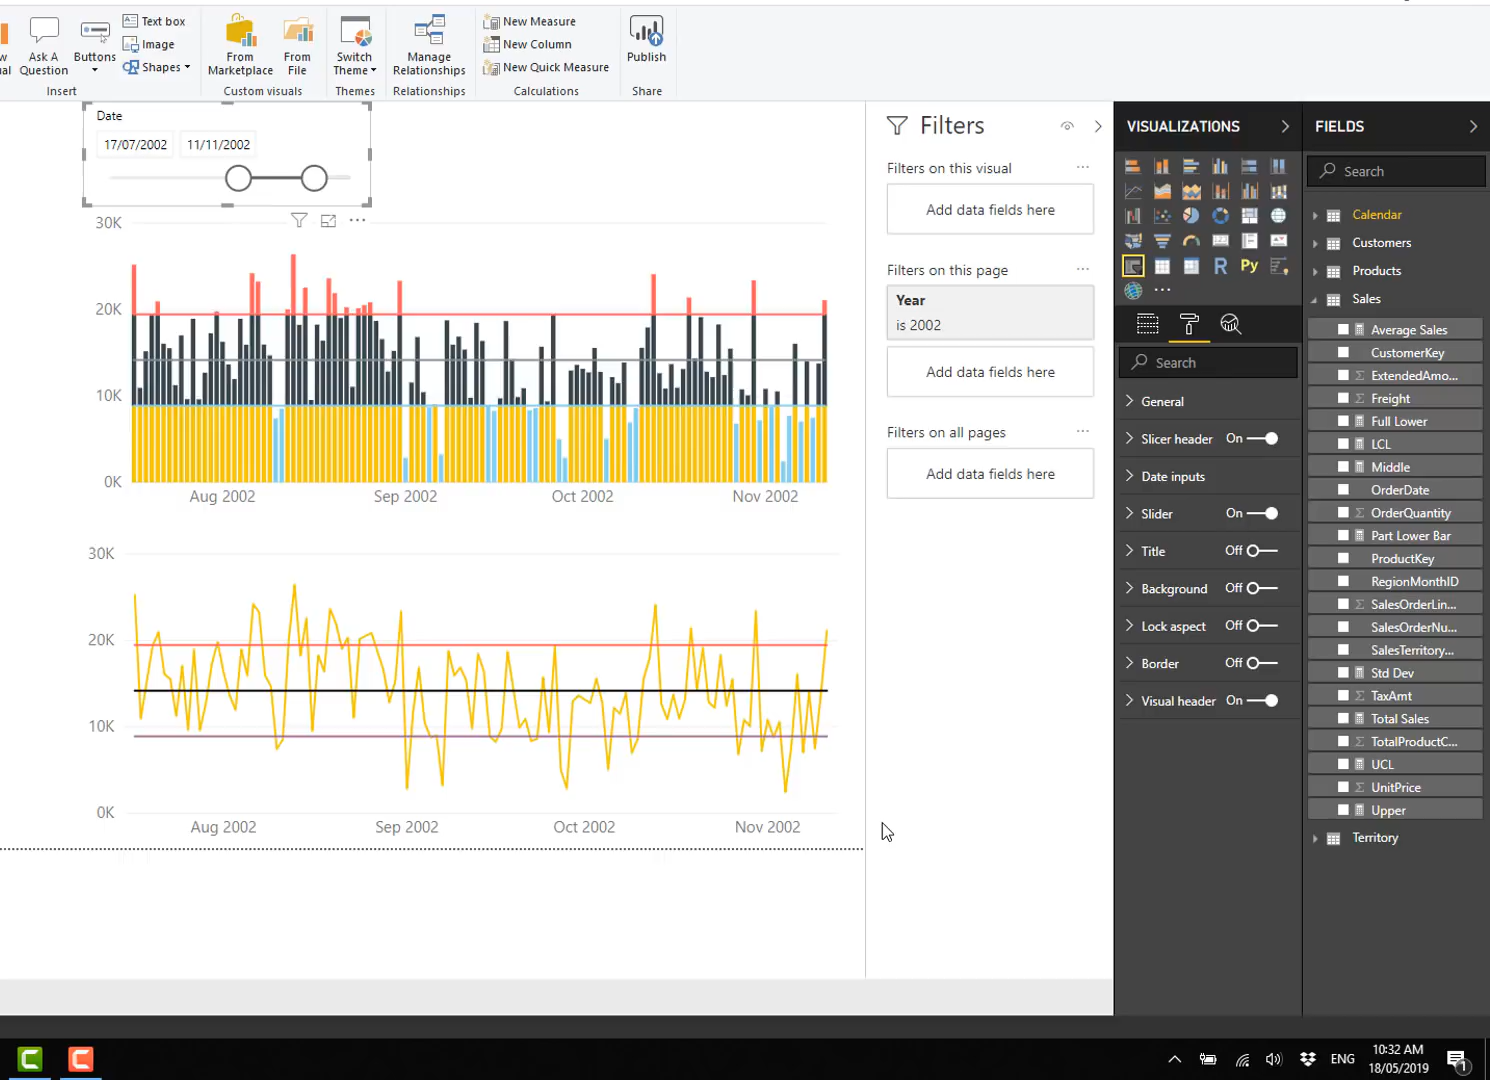 Ask A
Question
Buttons
Text box
Image
Shapes
Insert
From
Marketplace
From
File
Custom visuals
Switch
Theme
Themes
Manage
Relationships
Relationships
New Measure
New Column
New Quick Measure
Calculations
Publish
Share
Date
17/07/2002
11/11/2002
30K
20K
10K
0K
Aug 2002
Sep 2002
Oct 2002
Nov 2002
30K
20K
10K
0K
Aug 2002
Sep 2002
Oct 2002
Nov 2002
Filters
Filters on this visual
Add data fields here
Filters on this page
Year
is 2002
Add data fields here
Filters on all pages
Add data fields here
VISUALIZATIONS
R
Py
Search
General
Slicer header On
Date inputs
Slider On
Title Off
Background Off
Lock aspect Off
Border Off
Visual header On
FIELDS
Search
Calendar
Customers
Products
Sales
Average Sales
CustomerKey
ExtendedAmo...
Freight
Full Lower
LCL
Middle
OrderDate
OrderQuantity
Part Lower Bar
ProductKey
RegionMonthID
SalesOrderLin...
SalesOrderNu...
SalesTerritory...
Std Dev
TaxAmt
Total Sales
TotalProductC...
UCL
UnitPrice
Upper
Territory
ENG
10:32 AM
18/05/2019
1